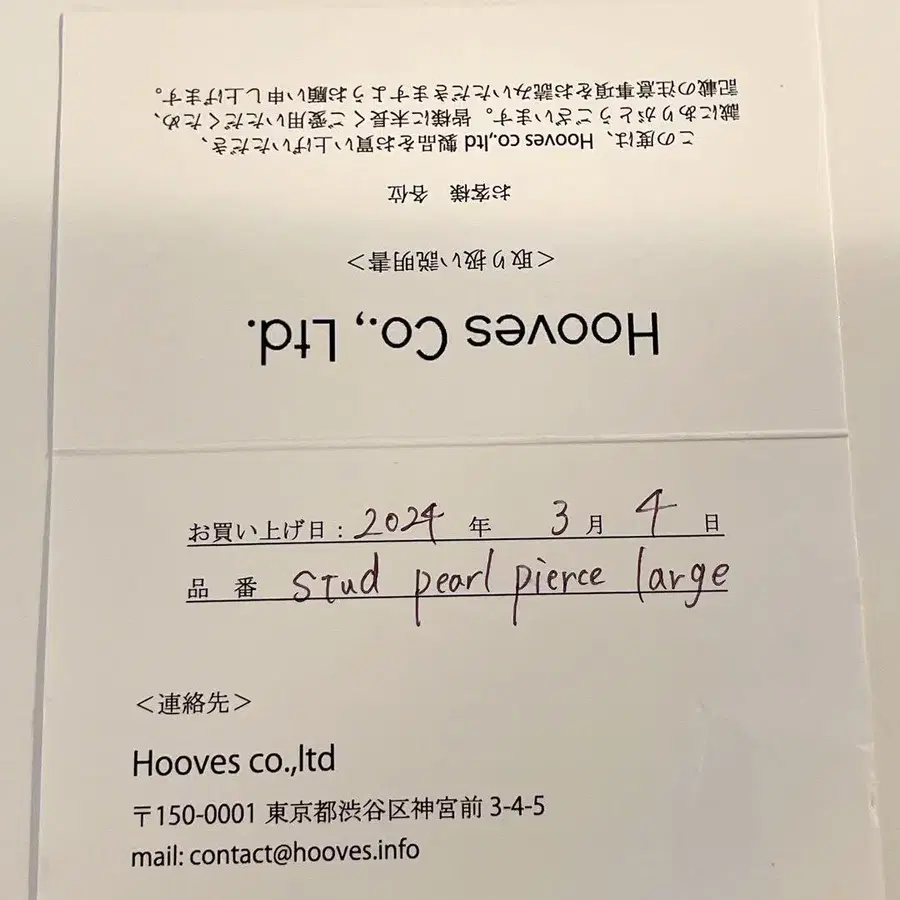 Hooves Co., Ltd.
＜取り扱い説明書＞
お客様　各位
この度は、Hooves co.,ltd 製品をお買い上げいただき、
誠にありがとうございます。皆様に末長くご愛用いただくため、
記載の注意事項をお読みいただきますようお願い申し上げます。
お買い上げ日：2024 年 3 月 4 日
品　番 stud pearl pierce large
＜連絡先＞
Hooves co.,ltd
〒150-0001 東京都渋谷区神宮前 3-4-5
mail: contact@hooves.info